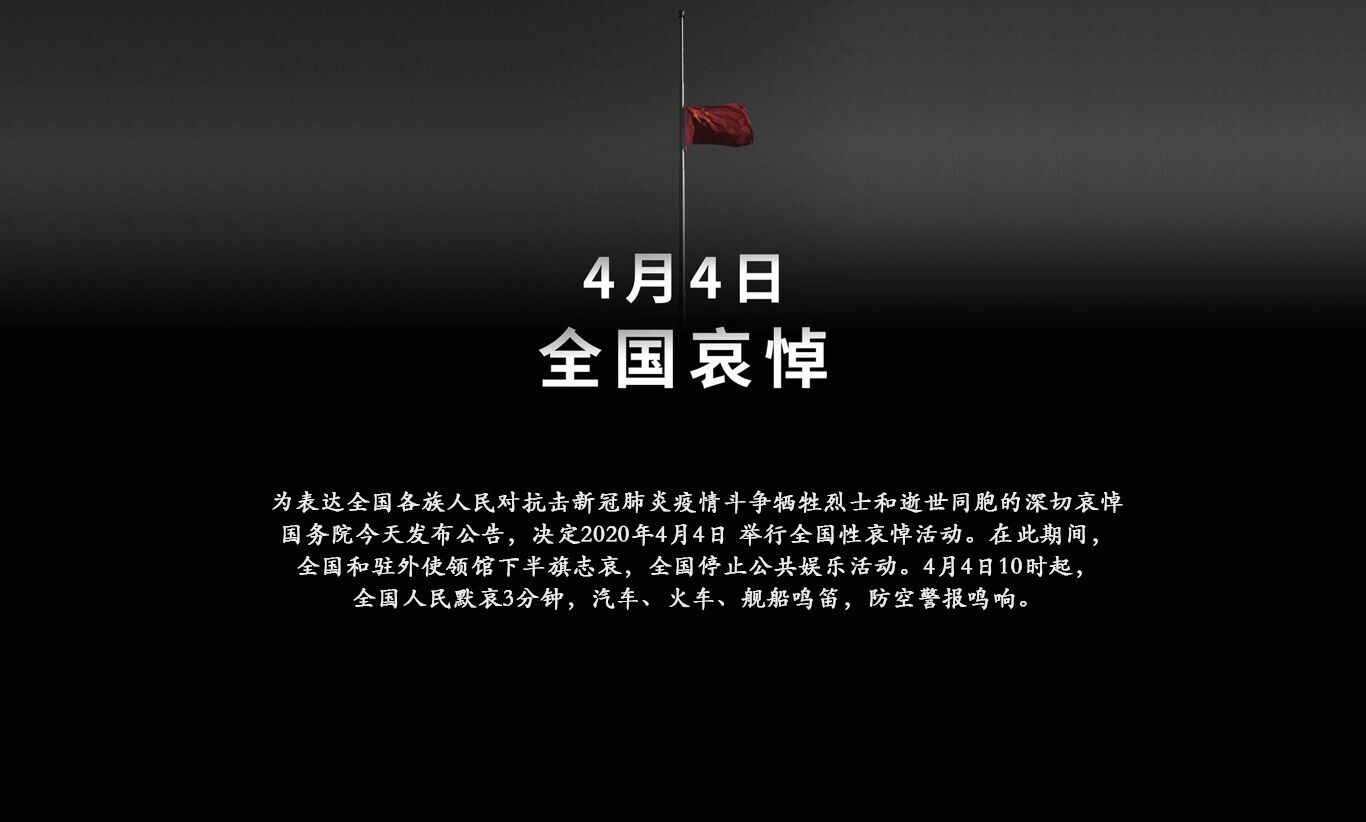 4月4日
全国哀悼
为表达全国各族人民对抗击新冠肺炎疫情斗争牺牲烈士和逝世同胞的深切哀悼
国务院今天发布公告，决定2020年4月4日 举行全国性哀悼活动。在此期间，
全国和驻外使领馆下半旗志哀，全国停止公共娱乐活动。4月4日10时起，
全国人民默哀3分钟，汽车、火车、舰船鸣笛，防空警报鸣响。